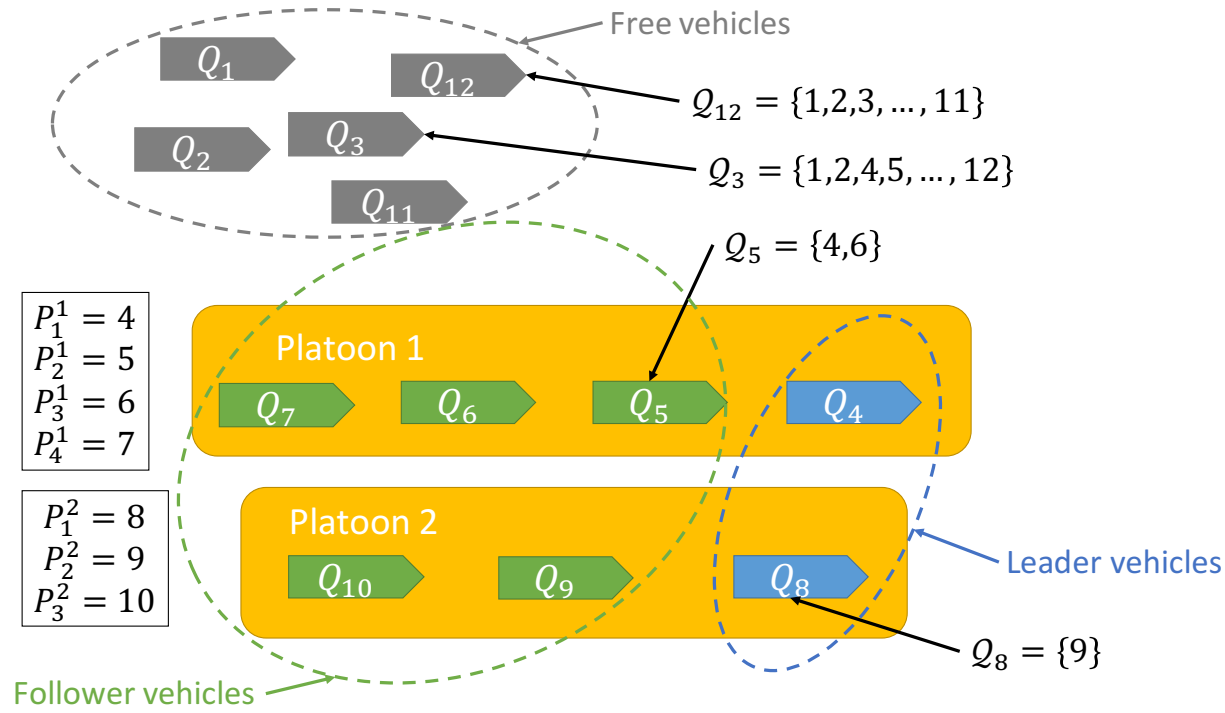 Free vehicles
Q₁
Q₁₂
𝒬₁₂ = {1,2,3, … , 11}
Q₂
Q₃
𝒬₃ = {1,2,4,5, … , 12}
Q₁₁
𝒬₅ = {4,6}
P₁¹ = 4
P₂¹ = 5
P₃¹ = 6
P₄¹ = 7
Platoon 1
Q₇
Q₆
Q₅
Q₄
P₁² = 8
P₂² = 9
P₃² = 10
Platoon 2
Q₁₀
Q₉
Q₈
Leader vehicles
𝒬₈ = {9}
Follower vehicles